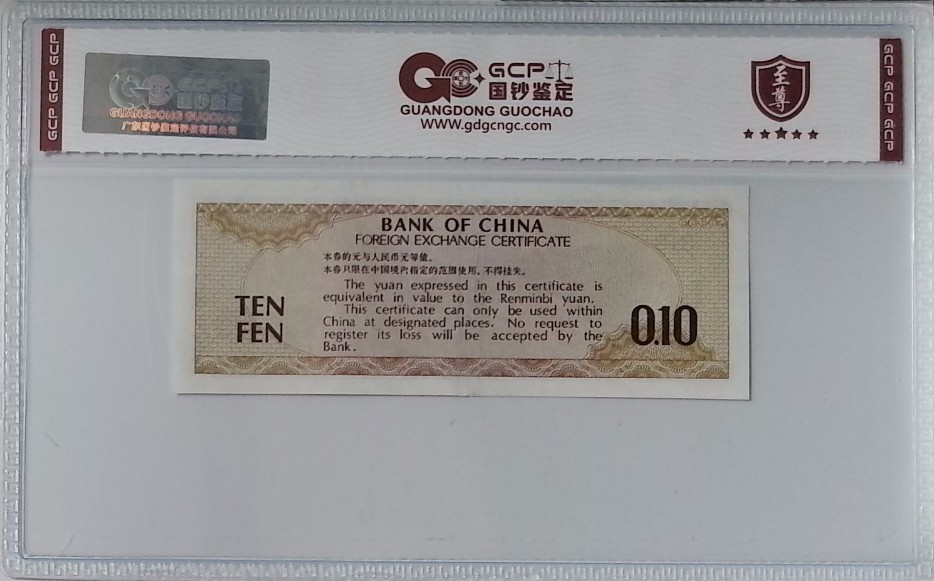 GCP GCP GCP
GUANGDONG GUOCHAO
GCP
国钞鉴定
GUANGDONG GUOCHAO
www.gdgcngc.com
至尊
GCP GCP GCP
BANK OF CHINA
FOREIGN EXCHANGE CERTIFICATE
本券的元与人民币元等值。
本券只限在中国境内指定的范围使用，不得挂失。
The yuan expressed in this certificate is
equivalent in value to the Renminbi yuan.
This certificate can only be used within
China at designated places. No request to
register its loss will be accepted by the
Bank.
TEN
FEN
0.10